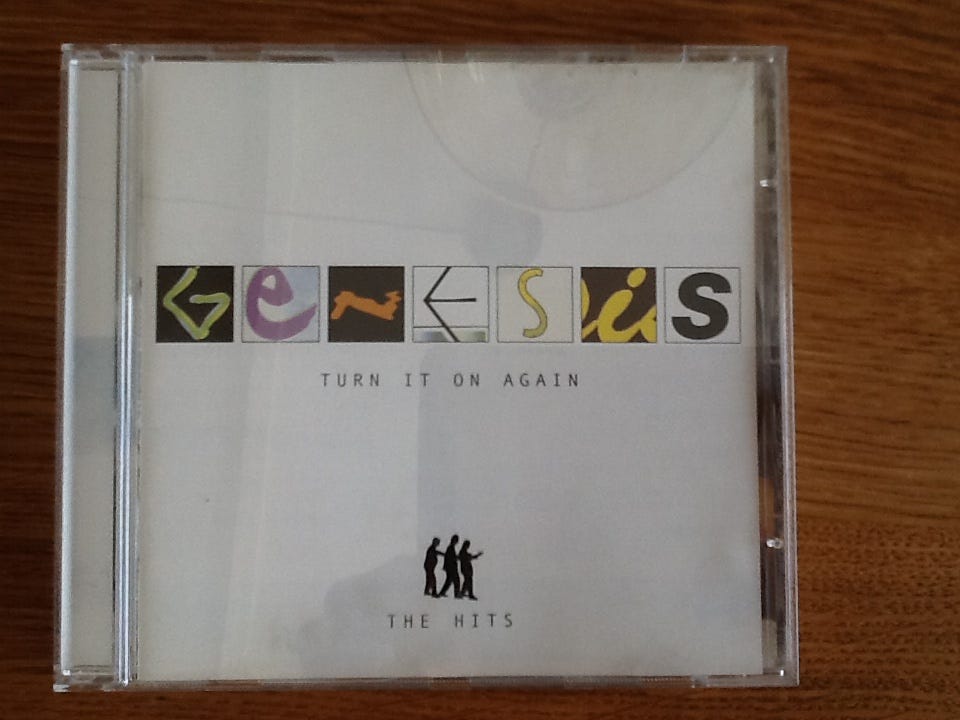 GENESIS
TURN IT ON AGAIN
THE HITS